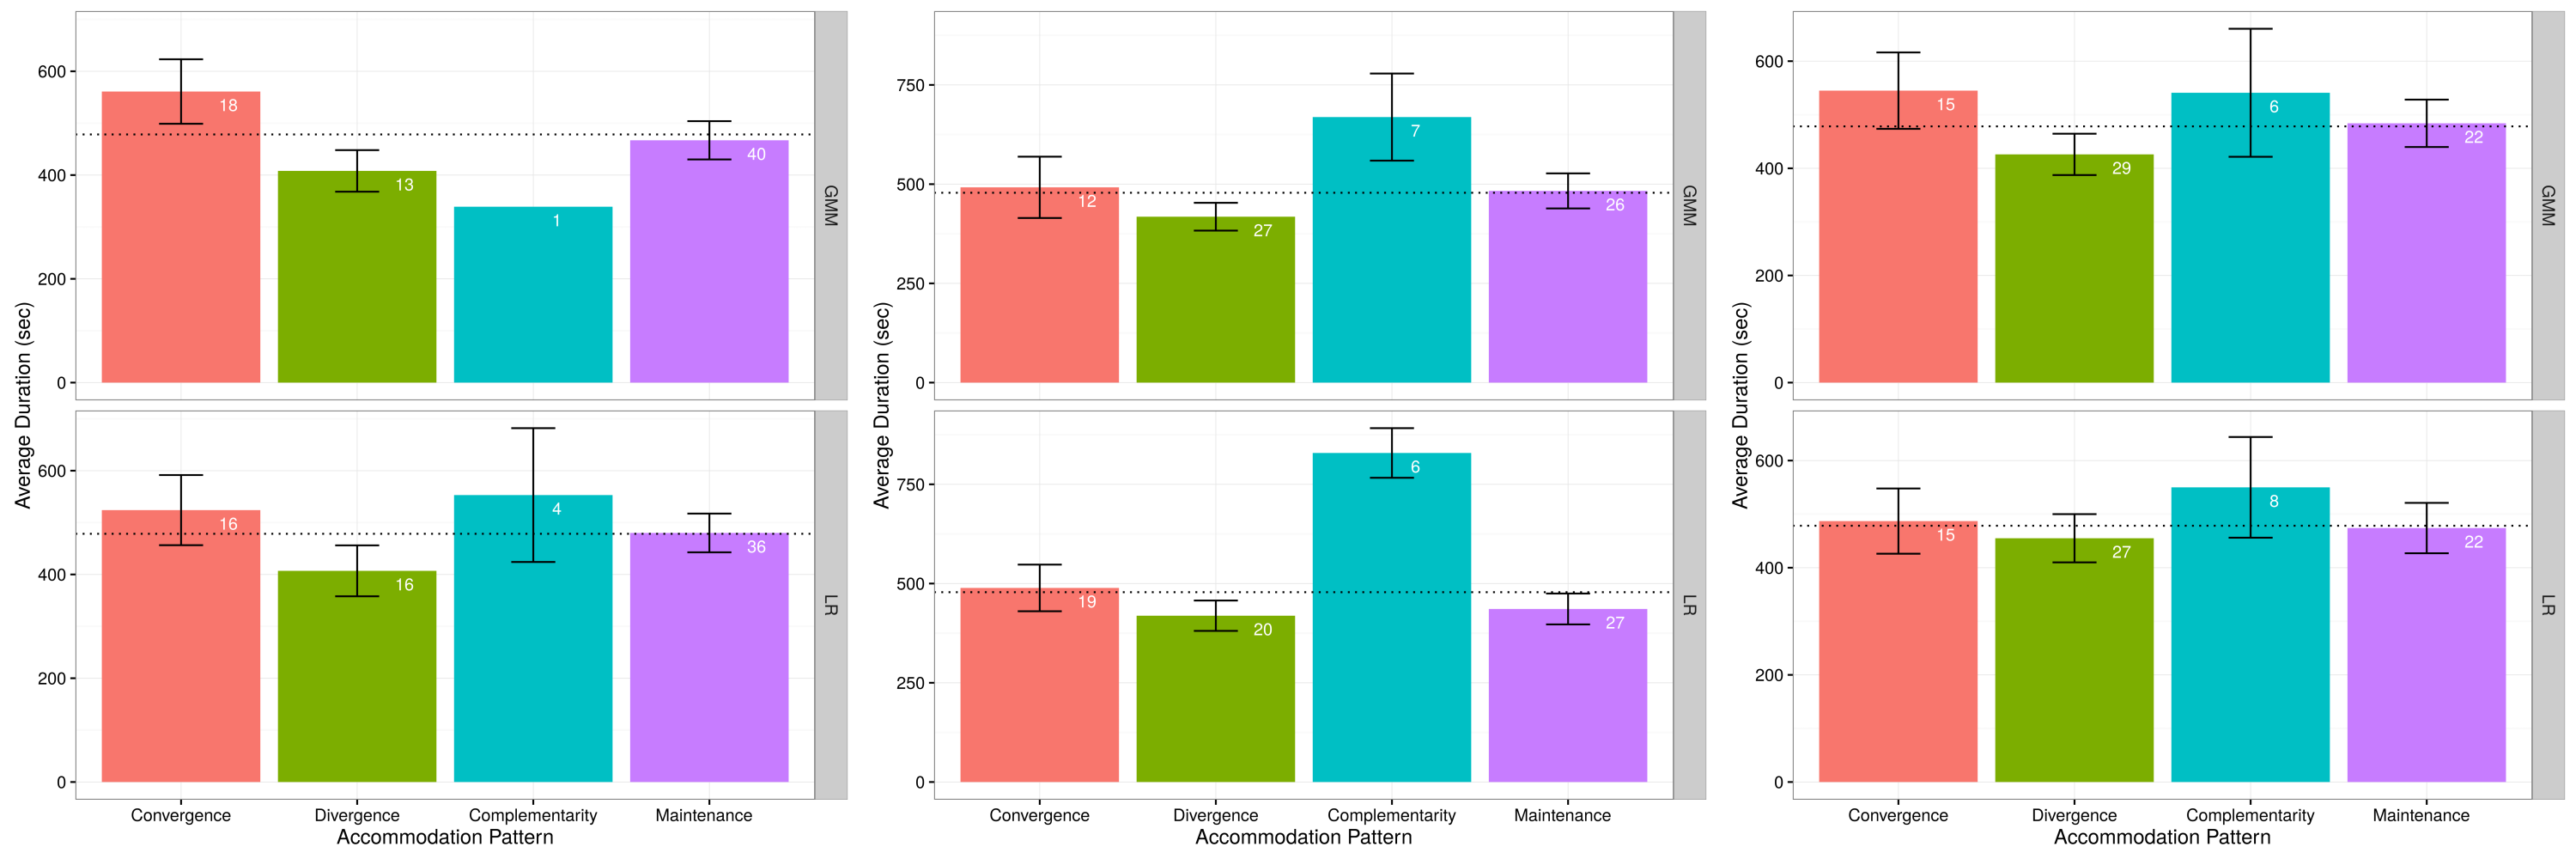 Average Duration (sec)
600
400
200
0
18
13
1
40
GMM
600
400
200
0
16
16
4
36
LR
Convergence
Divergence
Complementarity
Maintenance
Accommodation Pattern
Average Duration (sec)
750
500
250
0
12
27
7
26
GMM
750
500
250
0
19
20
6
27
LR
Convergence
Divergence
Complementarity
Maintenance
Accommodation Pattern
Average Duration (sec)
600
400
200
0
15
29
6
22
GMM
600
400
200
0
15
27
8
22
LR
Convergence
Divergence
Complementarity
Maintenance
Accommodation Pattern